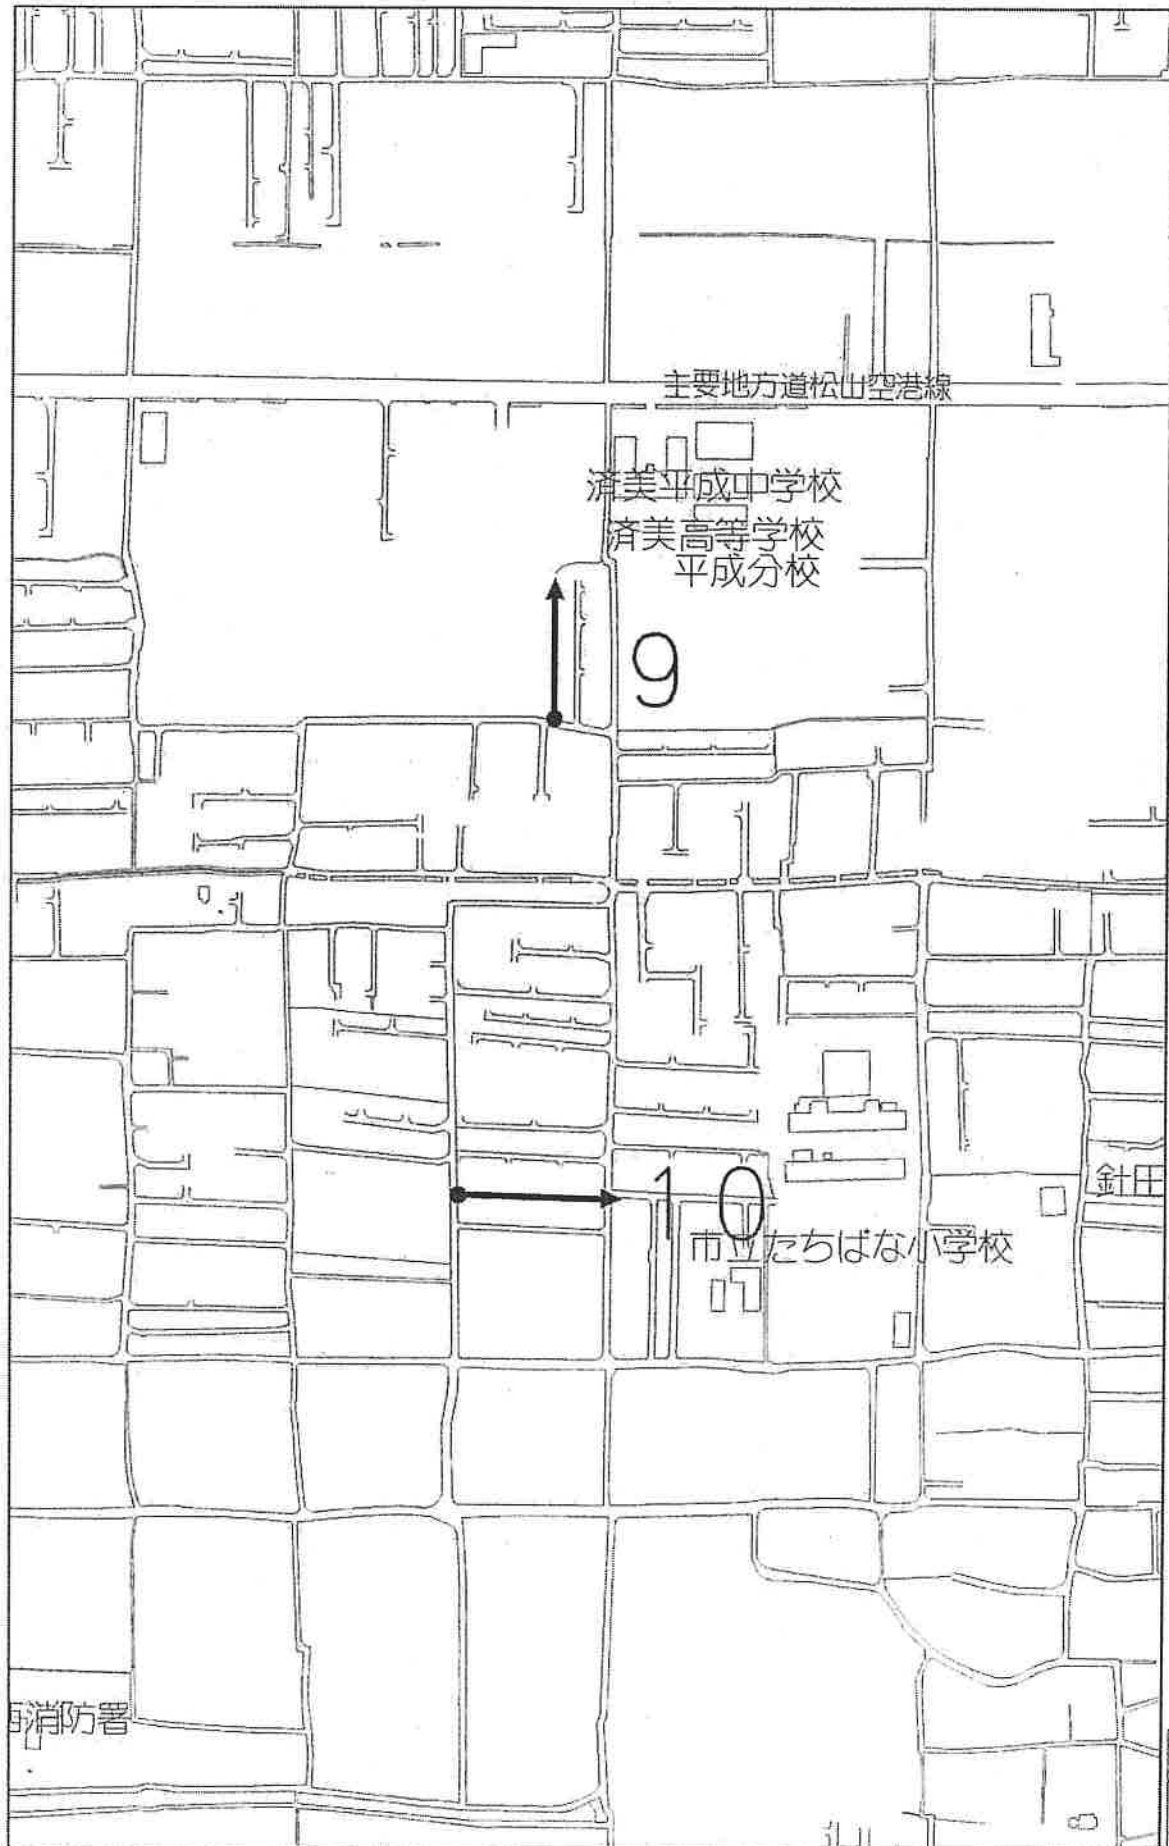 主要地方道松山空港線
済美平成中学校
済美高等学校
平成分校
9
針田
10
市立たちばな小学校
消防署